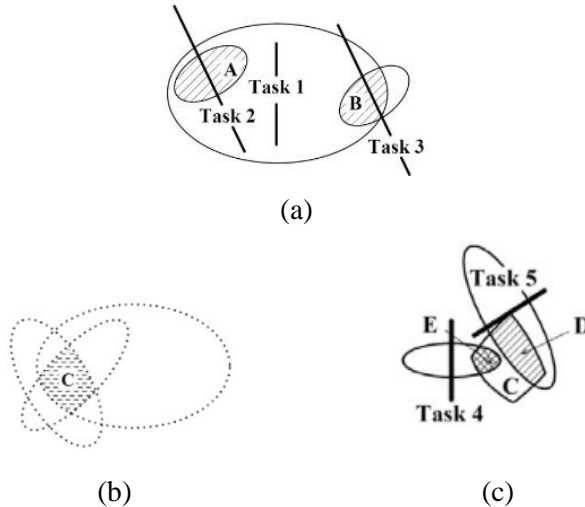 A
Task 1
B
Task 2
Task 3
(a)
Task 5
E
D
C
C
Task 4
(b)
(c)